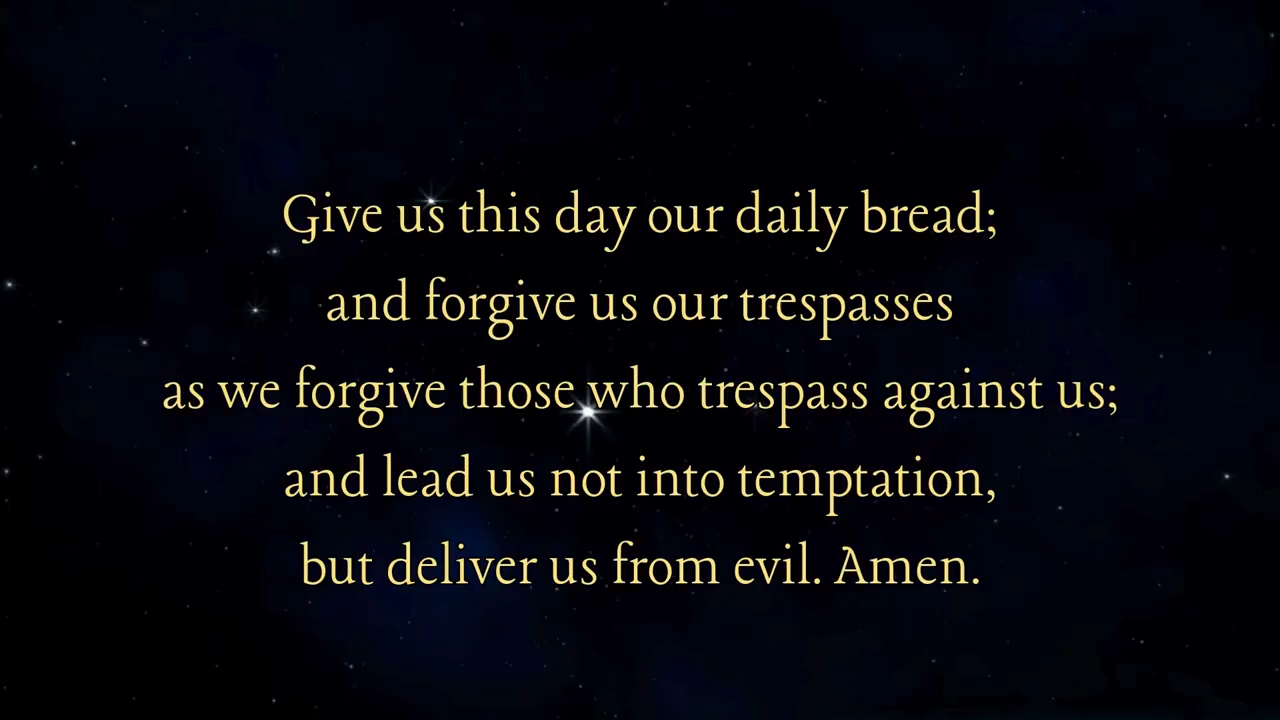 Give us this day our daily bread;
and forgive us our trespasses
as we forgive those who trespass against us;
and lead us not into temptation,
but deliver us from evil. Amen.